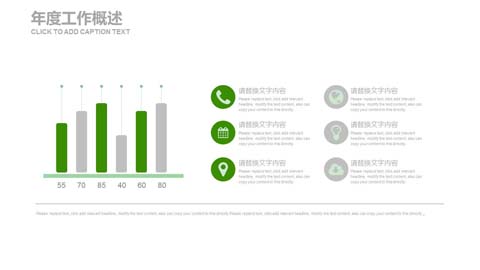 年度工作概述
CLICK TO ADD CAPTION TEXT
55 70 85 40 60 80
请替换文字内容
Please replace text, click add relevant
headline, modify the text content, also can
copy your content to this directly.
请替换文字内容
Please replace text, click add relevant
headline, modify the text content, also can
copy your content to this directly.
请替换文字内容
Please replace text, click add relevant
headline, modify the text content, also can
copy your content to this directly.
请替换文字内容
Please replace text, click add relevant
headline, modify the text content, also can
copy your content to this directly.
请替换文字内容
Please replace text, click add relevant
headline, modify the text content, also can
copy your content to this directly.
请替换文字内容
Please replace text, click add relevant
headline, modify the text content, also can
copy your content to this directly.
Please replace text, click add relevant headline, modify the text content, also can copy your content to this directly. Please replace text, click add relevant headline, modify the text content, also can copy your content to this directly.